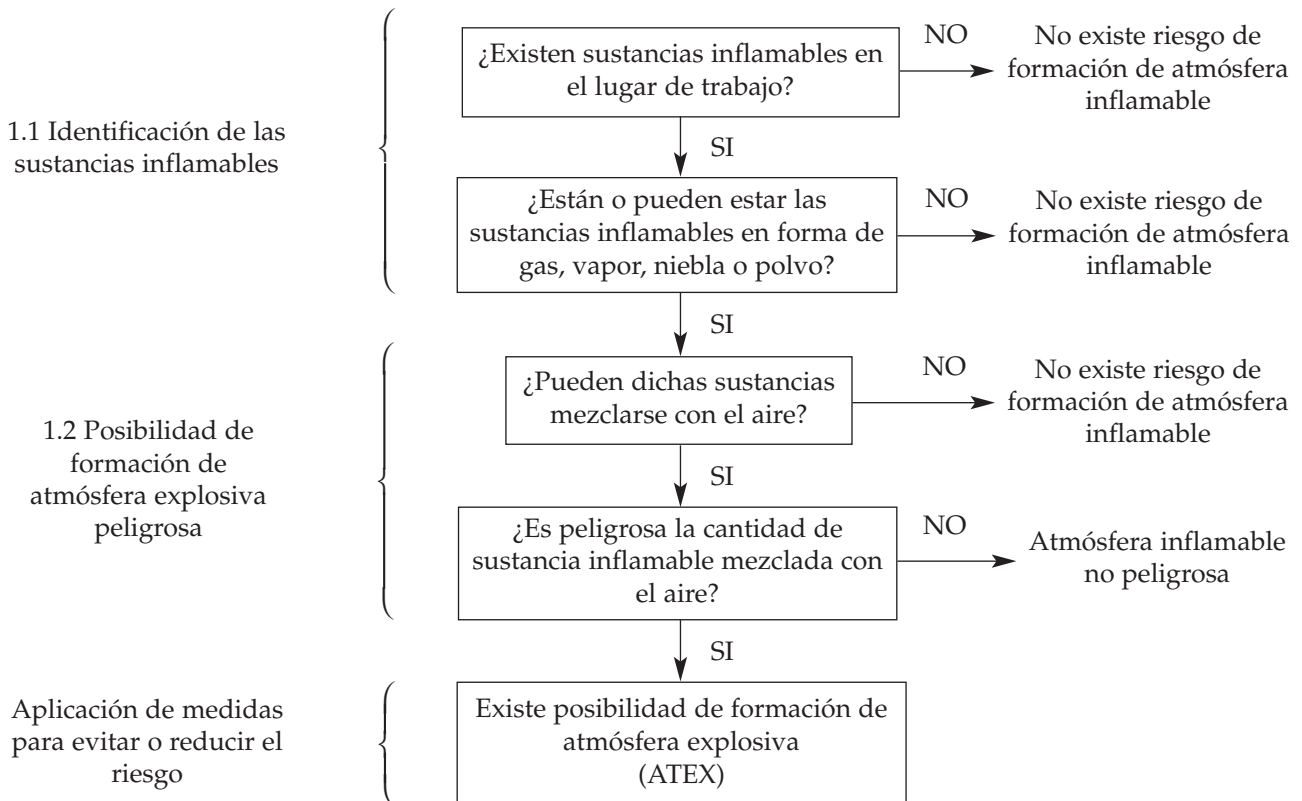 ¿Existen sustancias inflamables en
el lugar de trabajo?
NO
No existe riesgo de
formación de atmósfera
inflamable
1.1 Identificación de las
sustancias inflamables
SI
¿Están o pueden estar las
sustancias inflamables en forma de
gas, vapor, niebla o polvo?
NO
No existe riesgo de
formación de atmósfera
inflamable
SI
¿Pueden dichas sustancias
mezclarse con el aire?
NO
No existe riesgo de
formación de atmósfera
inflamable
1.2 Posibilidad de
formación de
atmósfera explosiva
peligrosa
SI
¿Es peligrosa la cantidad de
sustancia inflamable mezclada con
el aire?
NO
Atmósfera inflamable
no peligrosa
SI
Aplicación de medidas
para evitar o reducir el
riesgo
Existe posibilidad de formación de
atmósfera explosiva
(ATEX)